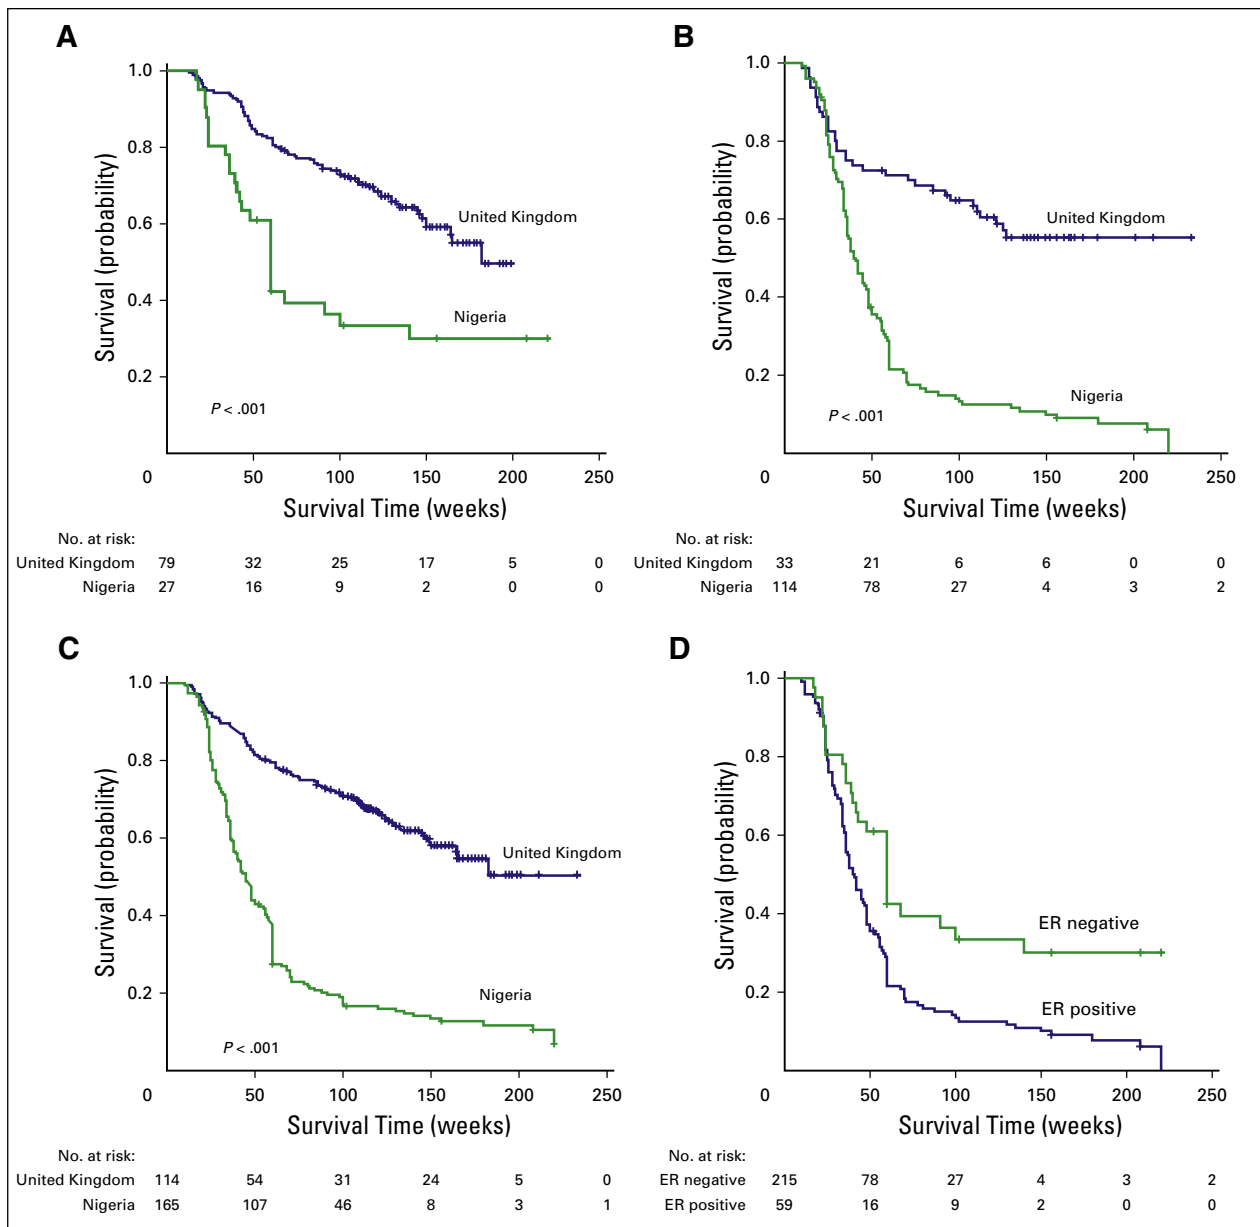 A
1.0
0.8
0.6
0.4
0.2
0
50
100
150
200
250
Survival (probability)
Survival Time (weeks)
United Kingdom
Nigeria
P < .001
No. at risk:
United Kingdom 79 32 25 17 5 0
Nigeria 27 16 9 2 0 0
B
1.0
0.8
0.6
0.4
0.2
0
50
100
150
200
250
Survival (probability)
Survival Time (weeks)
United Kingdom
Nigeria
P < .001
No. at risk:
United Kingdom 33 21 6 6 0 0
Nigeria 114 78 27 4 3 2
C
1.0
0.8
0.6
0.4
0.2
0
50
100
150
200
250
Survival (probability)
Survival Time (weeks)
United Kingdom
Nigeria
P < .001
No. at risk:
United Kingdom 114 54 31 24 5 0
Nigeria 165 107 46 8 3 1
D
1.0
0.8
0.6
0.4
0.2
0
50
100
150
200
250
Survival (probability)
Survival Time (weeks)
ER negative
ER positive
No. at risk:
ER negative 215 78 27 4 3 2
ER positive 59 16 9 2 0 0